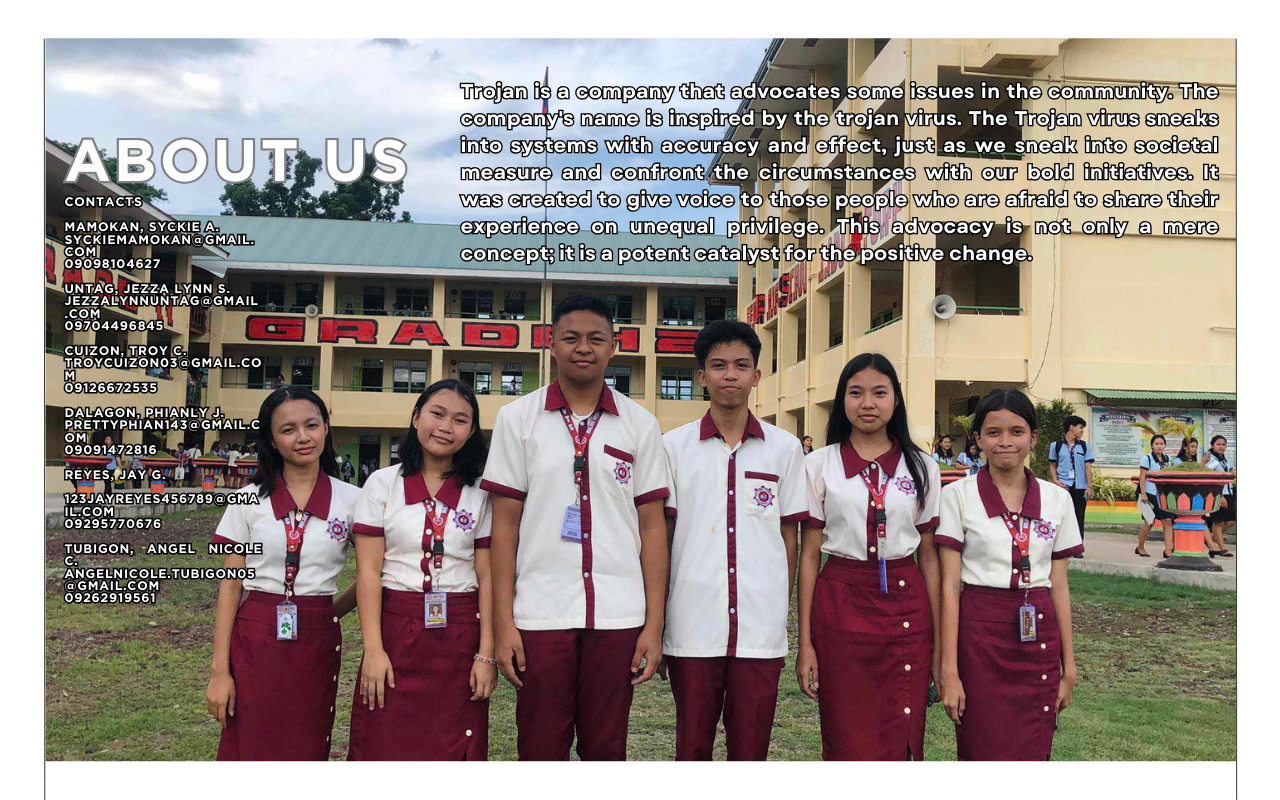 ABOUT US
CONTACTS
MAMOKAN, SYCKIE A.
SYCKIEMAMOKAN@GMAIL.
COM
09098104627
UNTAG, JEZZA LYNN S.
JEZZALYNNUNTAG@GMAIL
.COM
09704496845
CUIZON, TROY C.
TROYCUIZON03@GMAIL.CO
M
09126672535
DALAGON, PHIANLY J.
PRETTYPHIAN143@GMAIL.C
OM
09091472816
REYES, JAY G.
123JAYREYES456789@GMA
IL.COM
09295770676
TUBIGON, ANGEL NICOLE
C.
ANGELNICOLE.TUBIGON05
@GMAIL.COM
09262919561
Trojan is a company that advocates some issues in the community. The
company's name is inspired by the trojan virus. The Trojan virus sneaks
into systems with accuracy and effect, just as we sneak into societal
measure and confront the circumstances with our bold initiatives. It
was created to give voice to those people who are afraid to share their
experience on unequal privilege. This advocacy is not only a mere
concept; it is a potent catalyst for the positive change.
MISSION